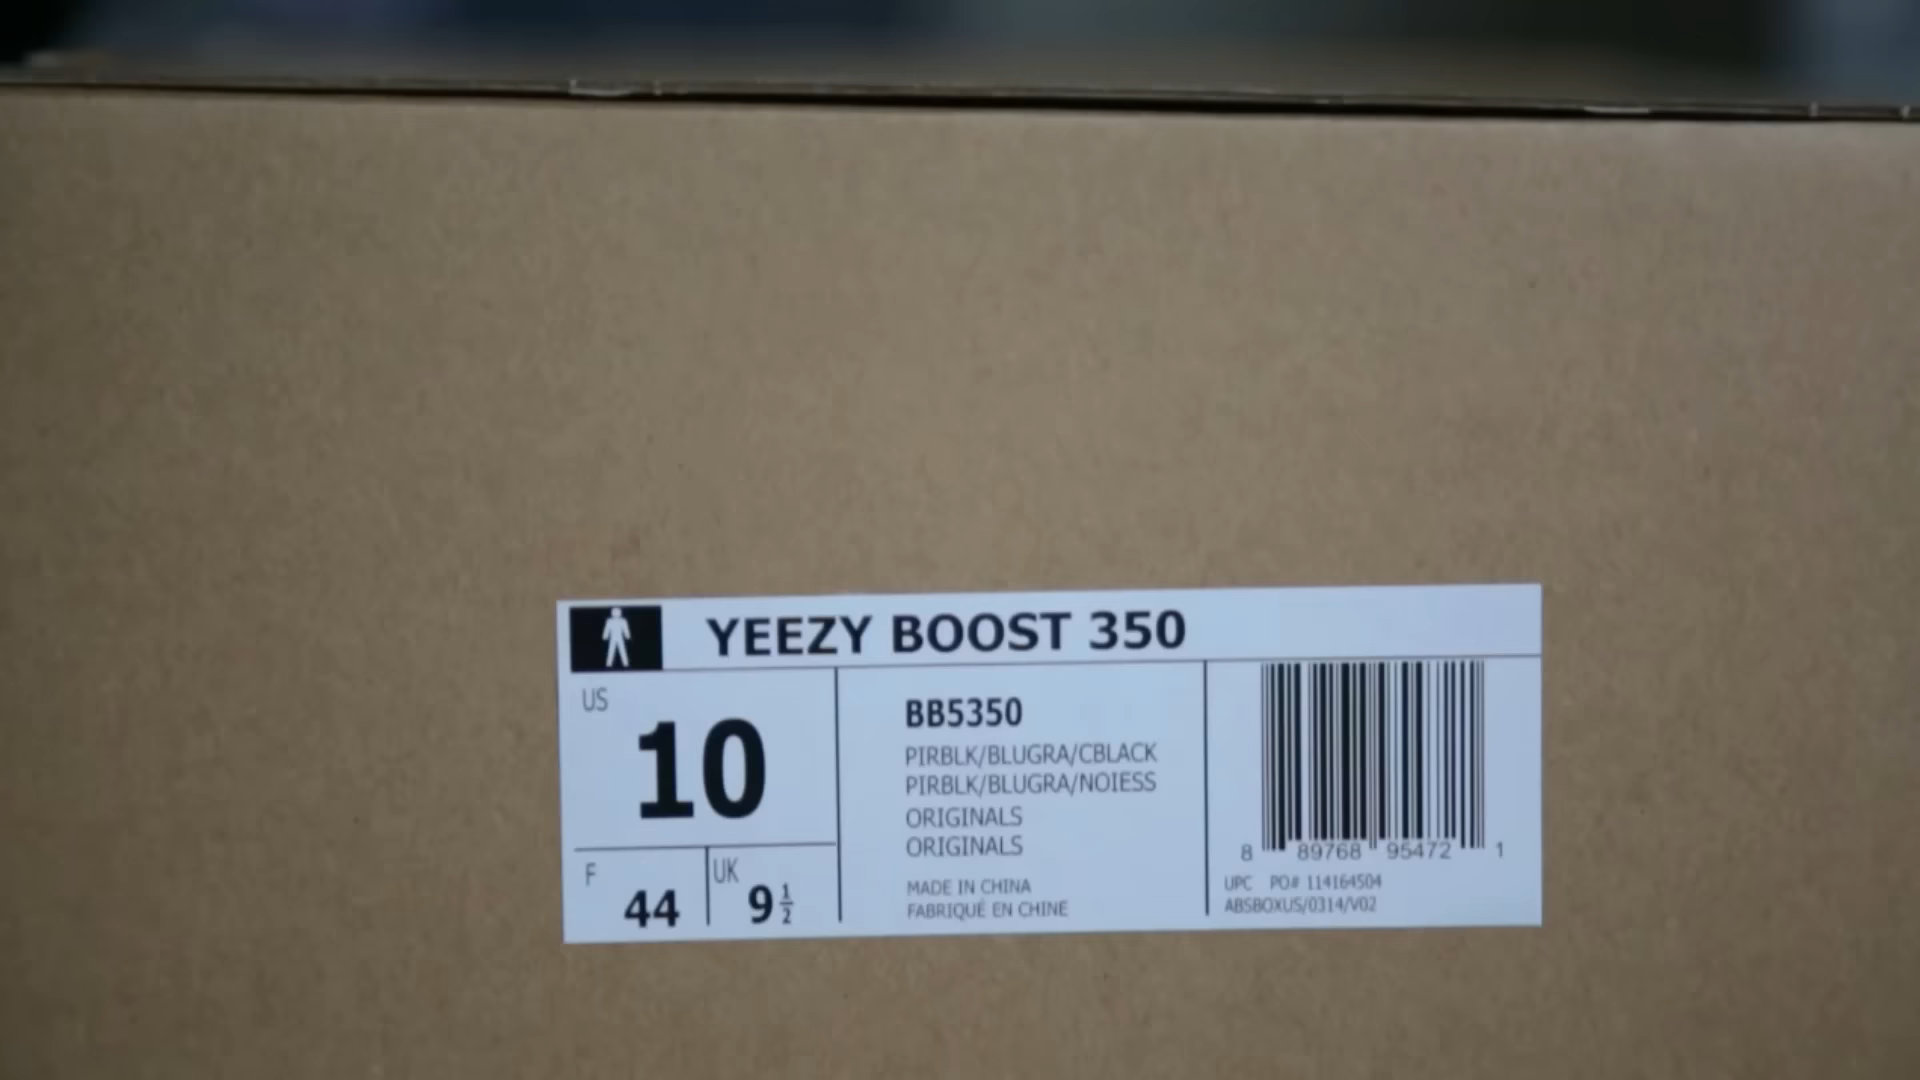 YEEZY BOOST 350
US
10
F
44
UK
9 1/2
BB5350
PIRBLK/BLUGRA/CBLACK
PIRBLK/BLUGRA/NOIESS
ORIGINALS
ORIGINALS
MADE IN CHINA
FABRIQUÉ EN CHINE
8 89768 95472 1
UPC PO# 114164504
ABSBOXUS/0314/V02